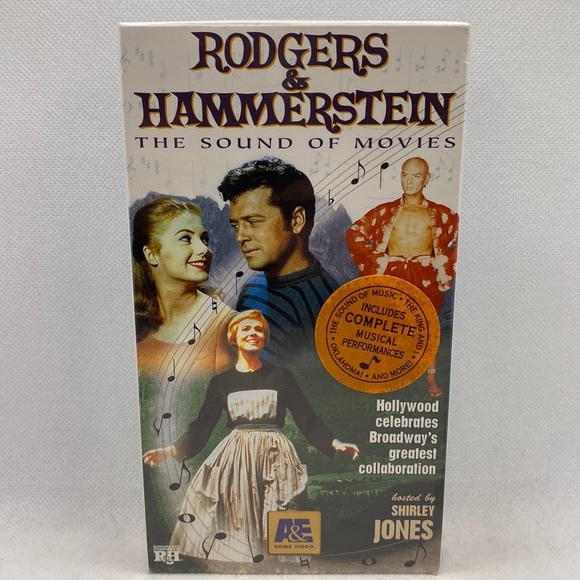 RODGERS
&
HAMMERSTEIN
THE SOUND OF MOVIES
THE SOUND OF MUSIC • THE KING AND I • OKLAHOMA! • AND MORE!
INCLUDES
COMPLETE
MUSICAL
PERFORMANCES
Hollywood
celebrates
Broadway's
greatest
collaboration
hosted by
SHIRLEY
JONES
A&E
HOME VIDEO
R&H